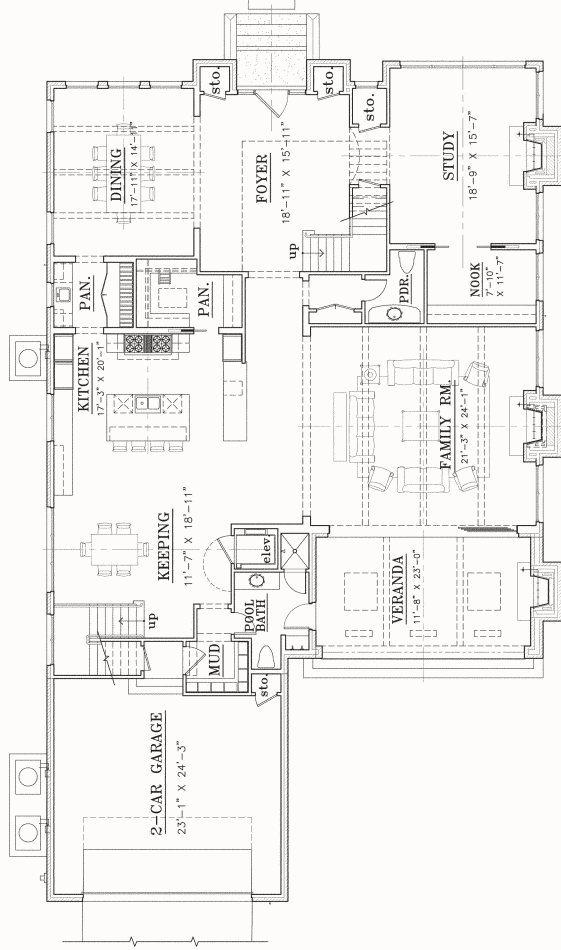 sto.
sto.
sto.
DINING
17'-11" X 14'-11"
FOYER
18'-11" X 15'-11"
STUDY
18'-9" X 15'-7"
up
PAN.
PAN.
PDR.
NOOK
7'-10"
X 11'-7"
KITCHEN
17'-3" X 20'-1"
FAMILY RM.
21'-3" X 24'-1"
KEEPING
11'-7" X 18'-11"
elev.
VERANDA
11'-8" X 23'-0"
up
POOL
BATH
MUD
sto.
2-CAR GARAGE
23'-1" X 24'-3"